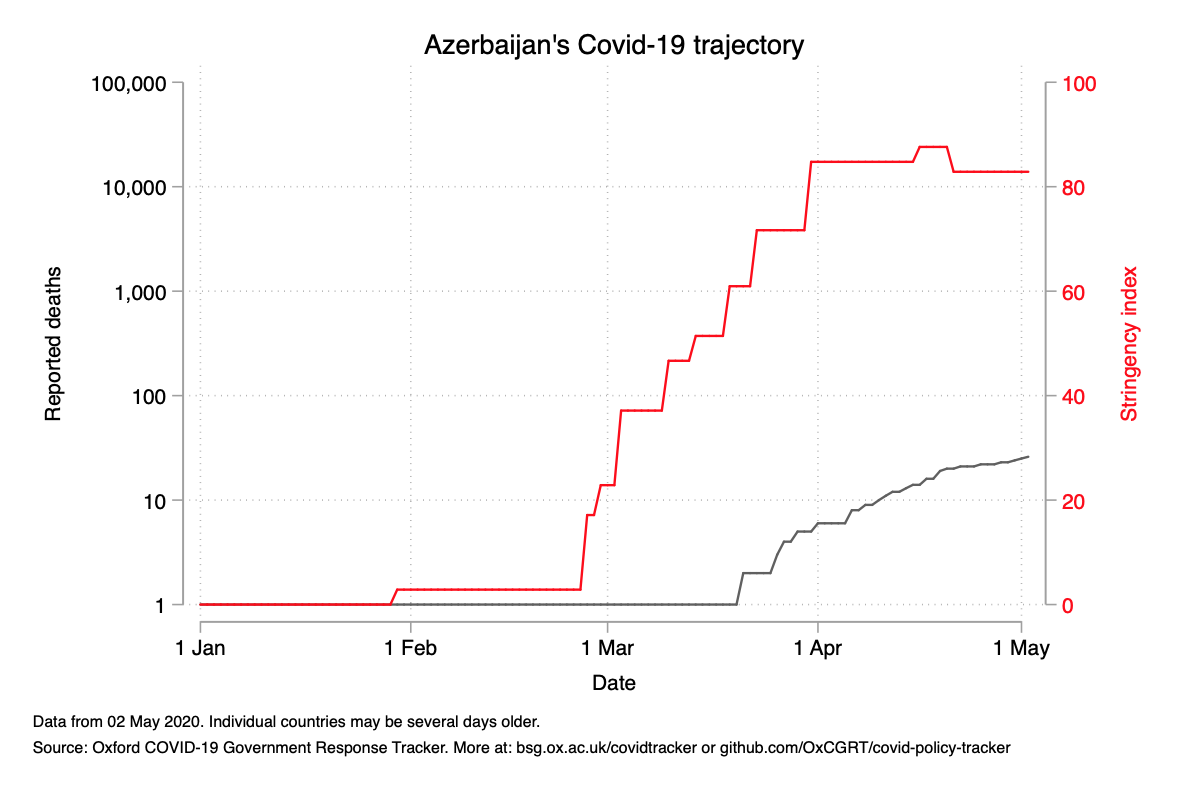 Azerbaijan's Covid-19 trajectory
100,000
10,000
1,000
100
10
1
Reported deaths
100
80
60
40
20
0
Stringency index
1 Jan
1 Feb
1 Mar
1 Apr
1 May
Date
Data from 02 May 2020. Individual countries may be several days older.
Source: Oxford COVID-19 Government Response Tracker. More at: bsg.ox.ac.uk/covidtracker or github.com/OxCGRT/covid-policy-tracker